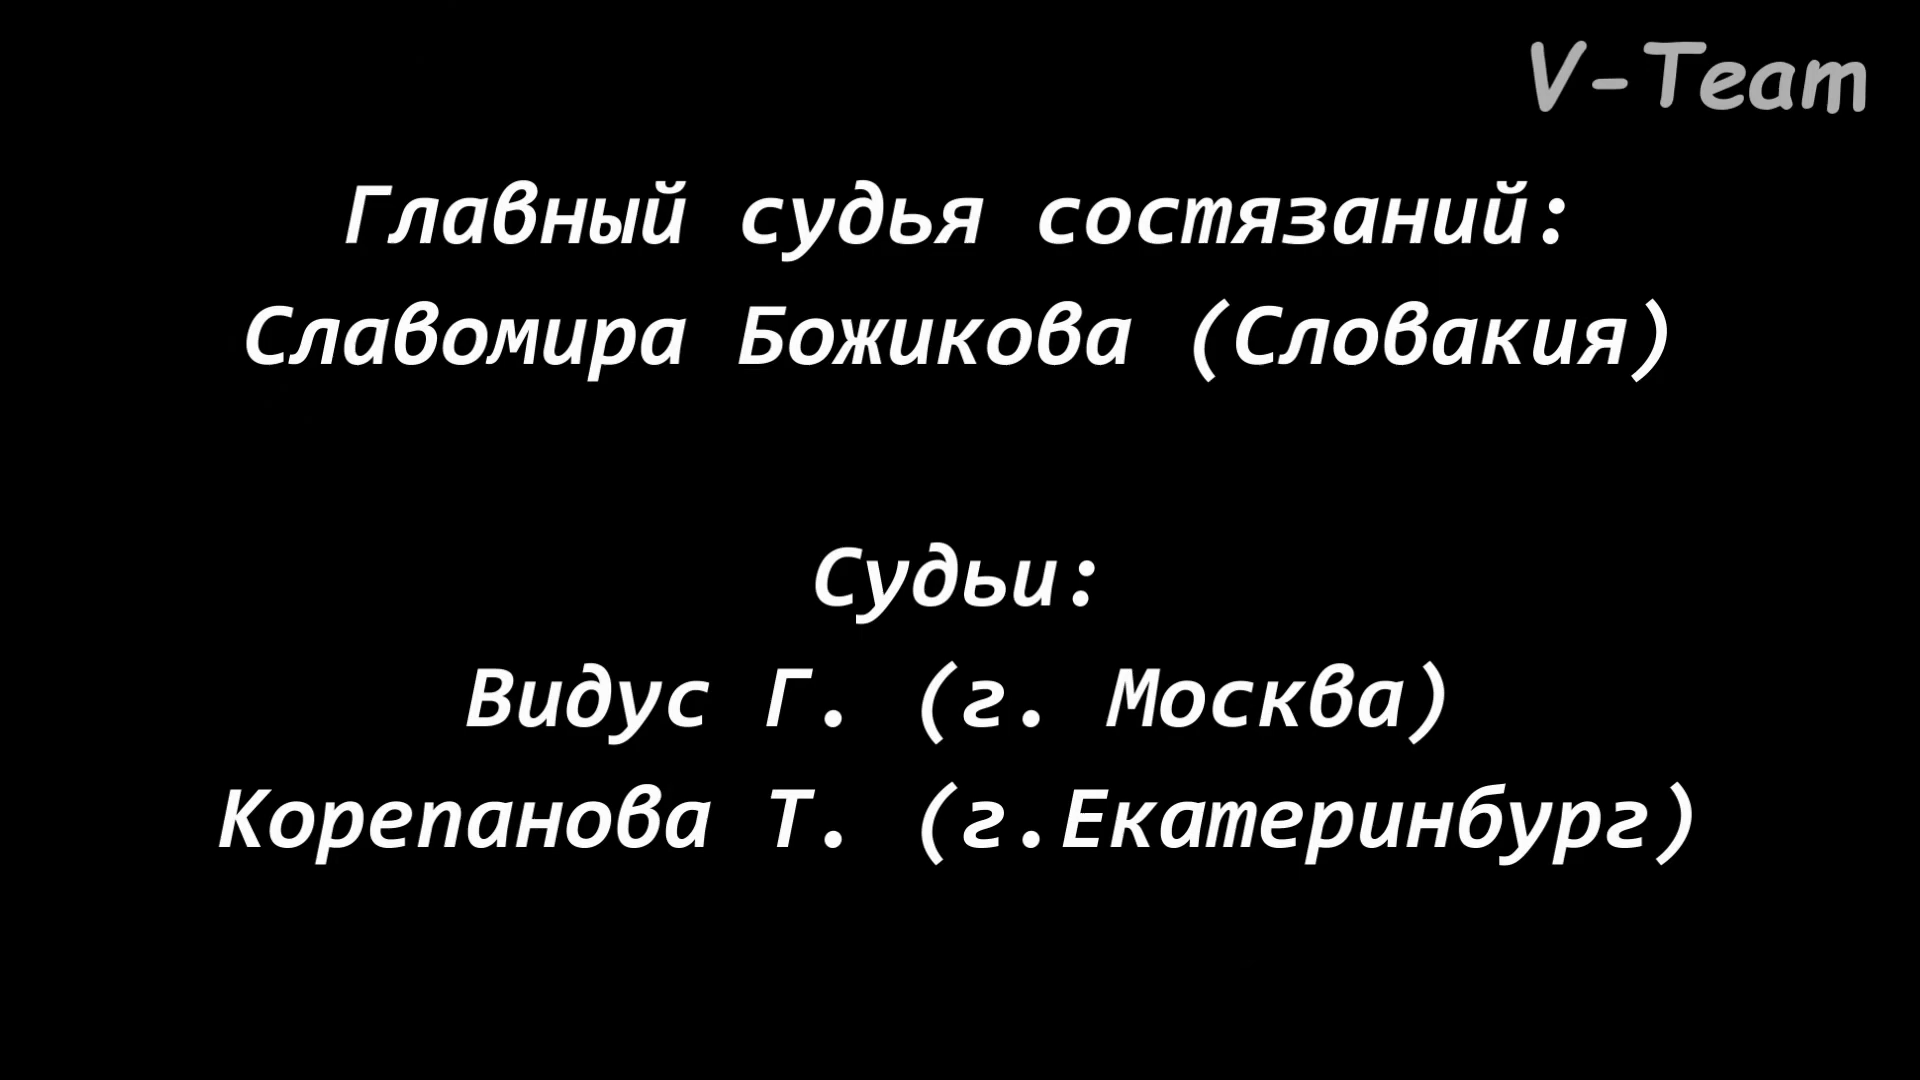 V-Team
Главный судья состязаний:
Славомира Божикова (Словакия)
Судьи:
Видус Г. (г. Москва)
Корепанова Т. (г.Екатеринбург)